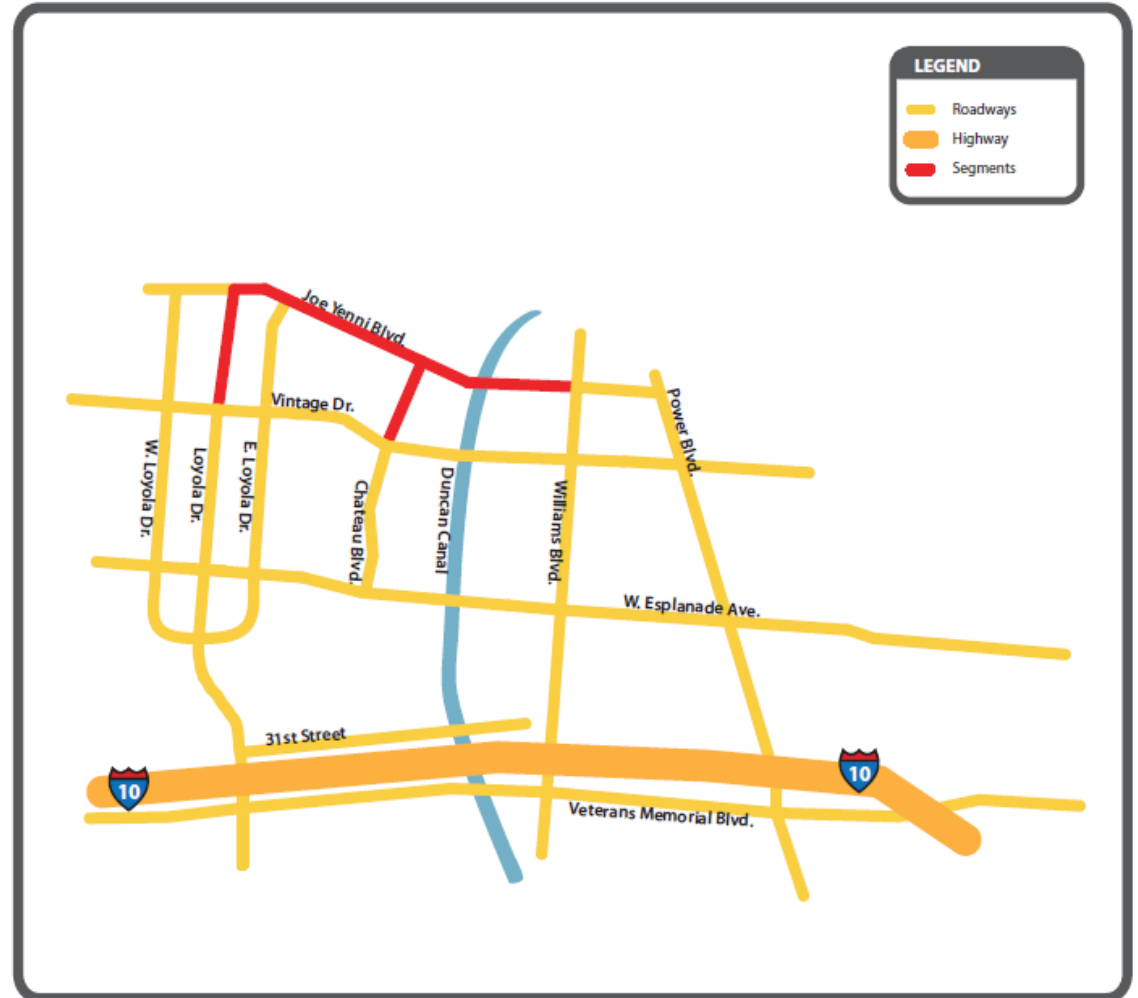 LEGEND
Roadways
Highway
Segments
Joe Yenni Blvd.
Vintage Dr.
Power Blvd.
W. Loyola Dr.
Loyola Dr.
E. Loyola Dr.
Chateau Blvd.
Duncan Canal
Williams Blvd.
W. Esplanade Ave.
31st Street
10
10
Veterans Memorial Blvd.